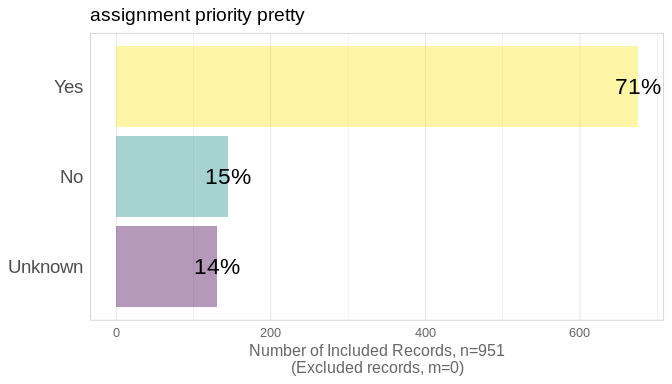 assignment priority pretty
Yes
71%
No
15%
Unknown
14%
0
200
400
600
Number of Included Records, n=951
(Excluded records, m=0)